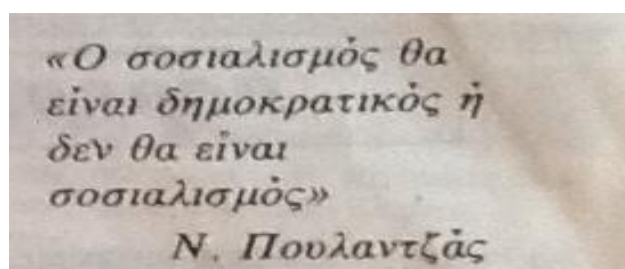 «Ο σοσιαλισμός θα
είναι δημοκρατικός ή
δεν θα είναι
σοσιαλισμός»
Ν. Πουλαντζάς